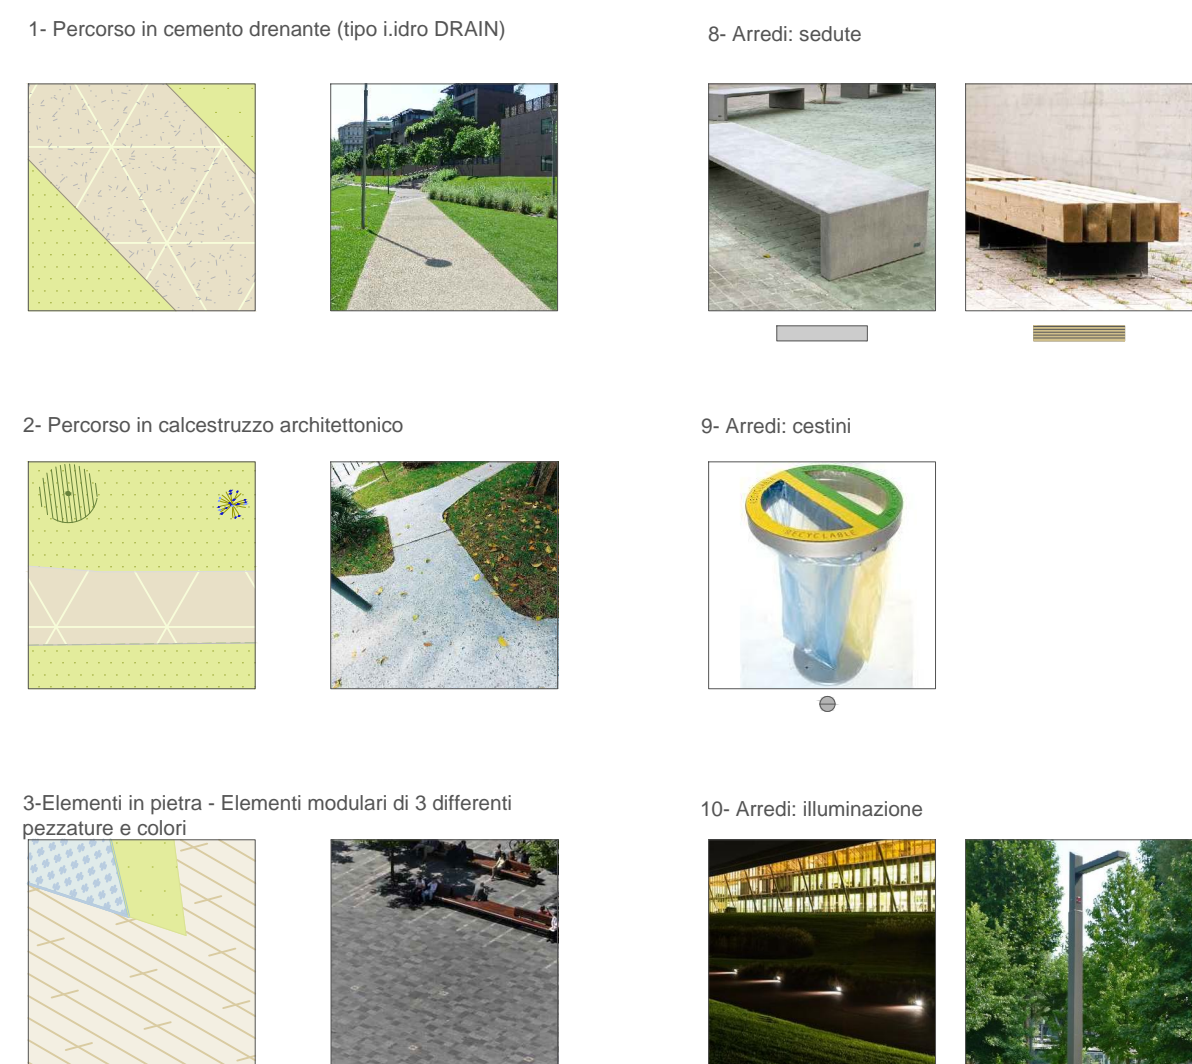 1- Percorso in cemento drenante (tipo i.idro DRAIN)
2- Percorso in calcestruzzo architettonico
3-Elementi in pietra - Elementi modulari di 3 differenti
pezzature e colori
8- Arredi: sedute
9- Arredi: cestini
RECYCLABLE
10- Arredi: illuminazione